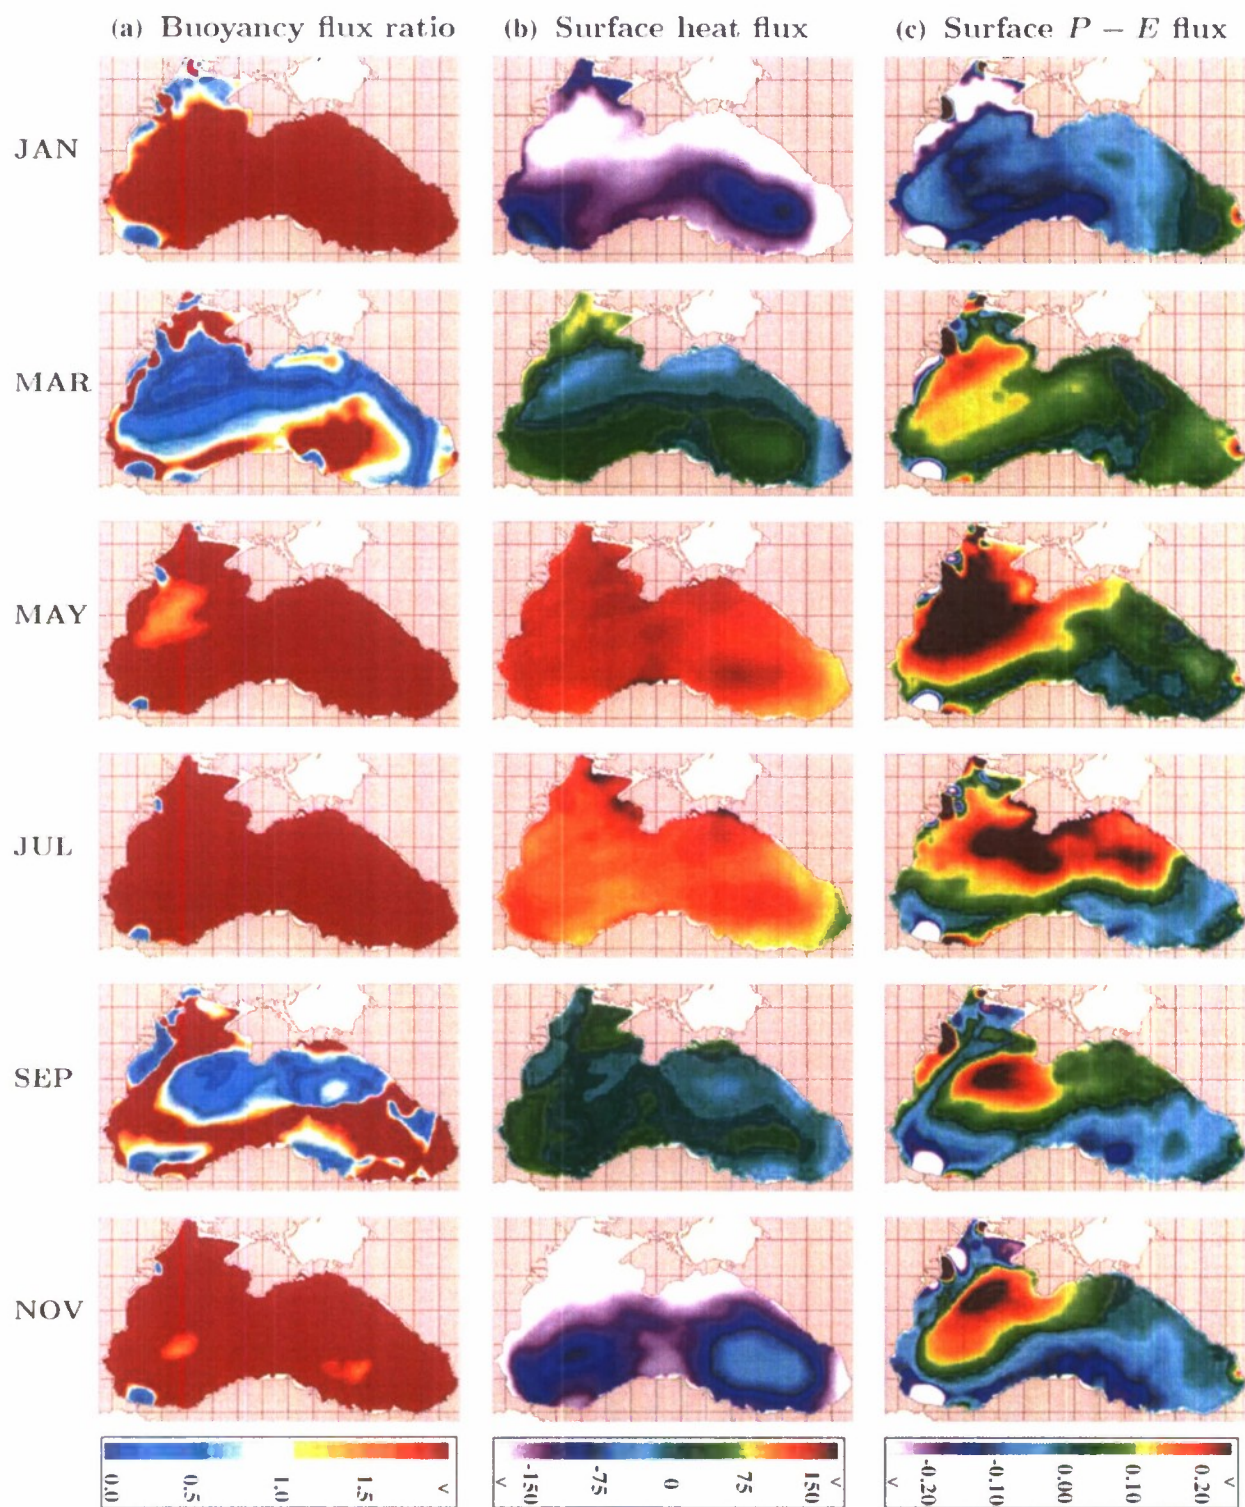 (a) Buoyancy flux ratio (b) Surface heat flux (c) Surface P − E flux
JAN
MAR
MAY
JUL
SEP
NOV
0.0 0.5 1.0 1.5 >
< -150 -75 0 75 150 >
< -0.20 -0.10 0.00 0.10 0.20 >